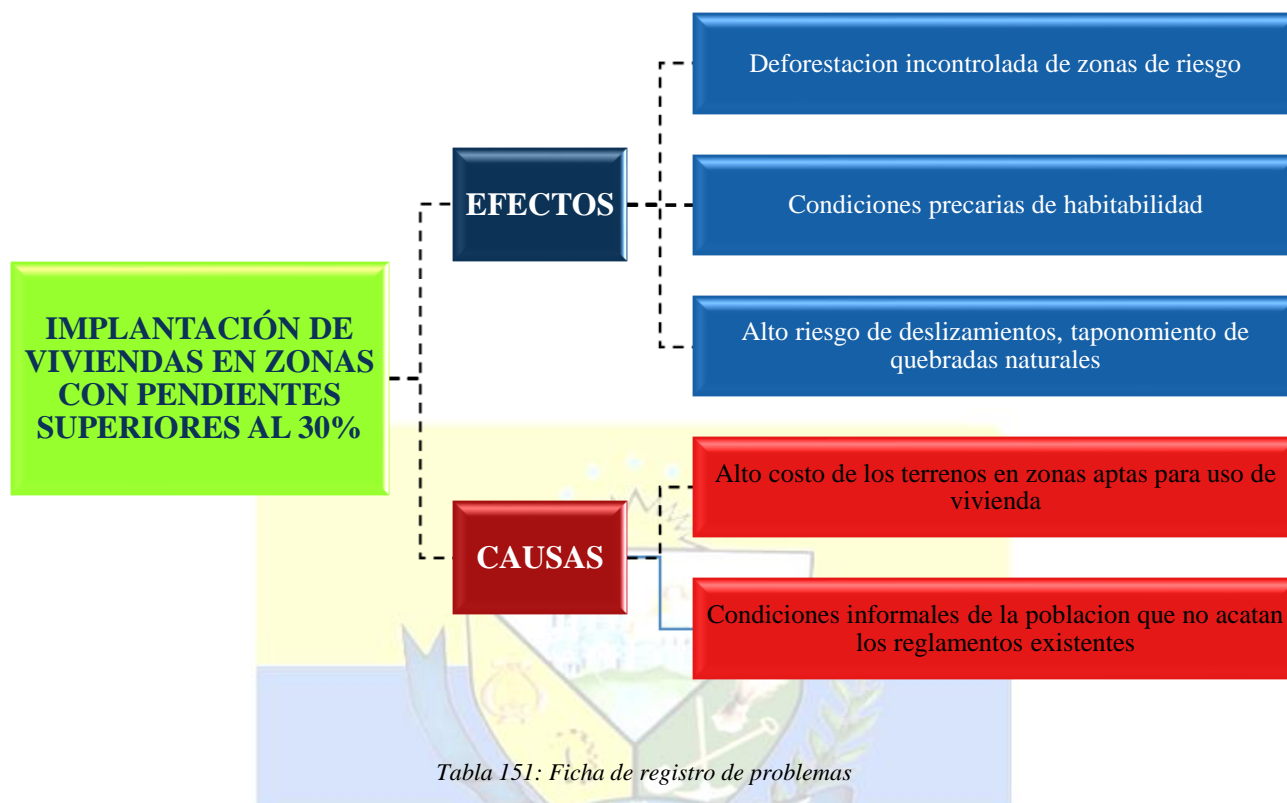 IMPLANTACIÓN DE
VIVIENDAS EN ZONAS
CON PENDIENTES
SUPERIORES AL 30%
EFECTOS
Deforestacion incontrolada de zonas de riesgo
Condiciones precarias de habitabilidad
Alto riesgo de deslizamientos, taponomiento de
quebradas naturales
CAUSAS
Alto costo de los terrenos en zonas aptas para uso de
vivienda
Condiciones informales de la poblacion que no acatan
los reglamentos existentes
Tabla 151: Ficha de registro de problemas